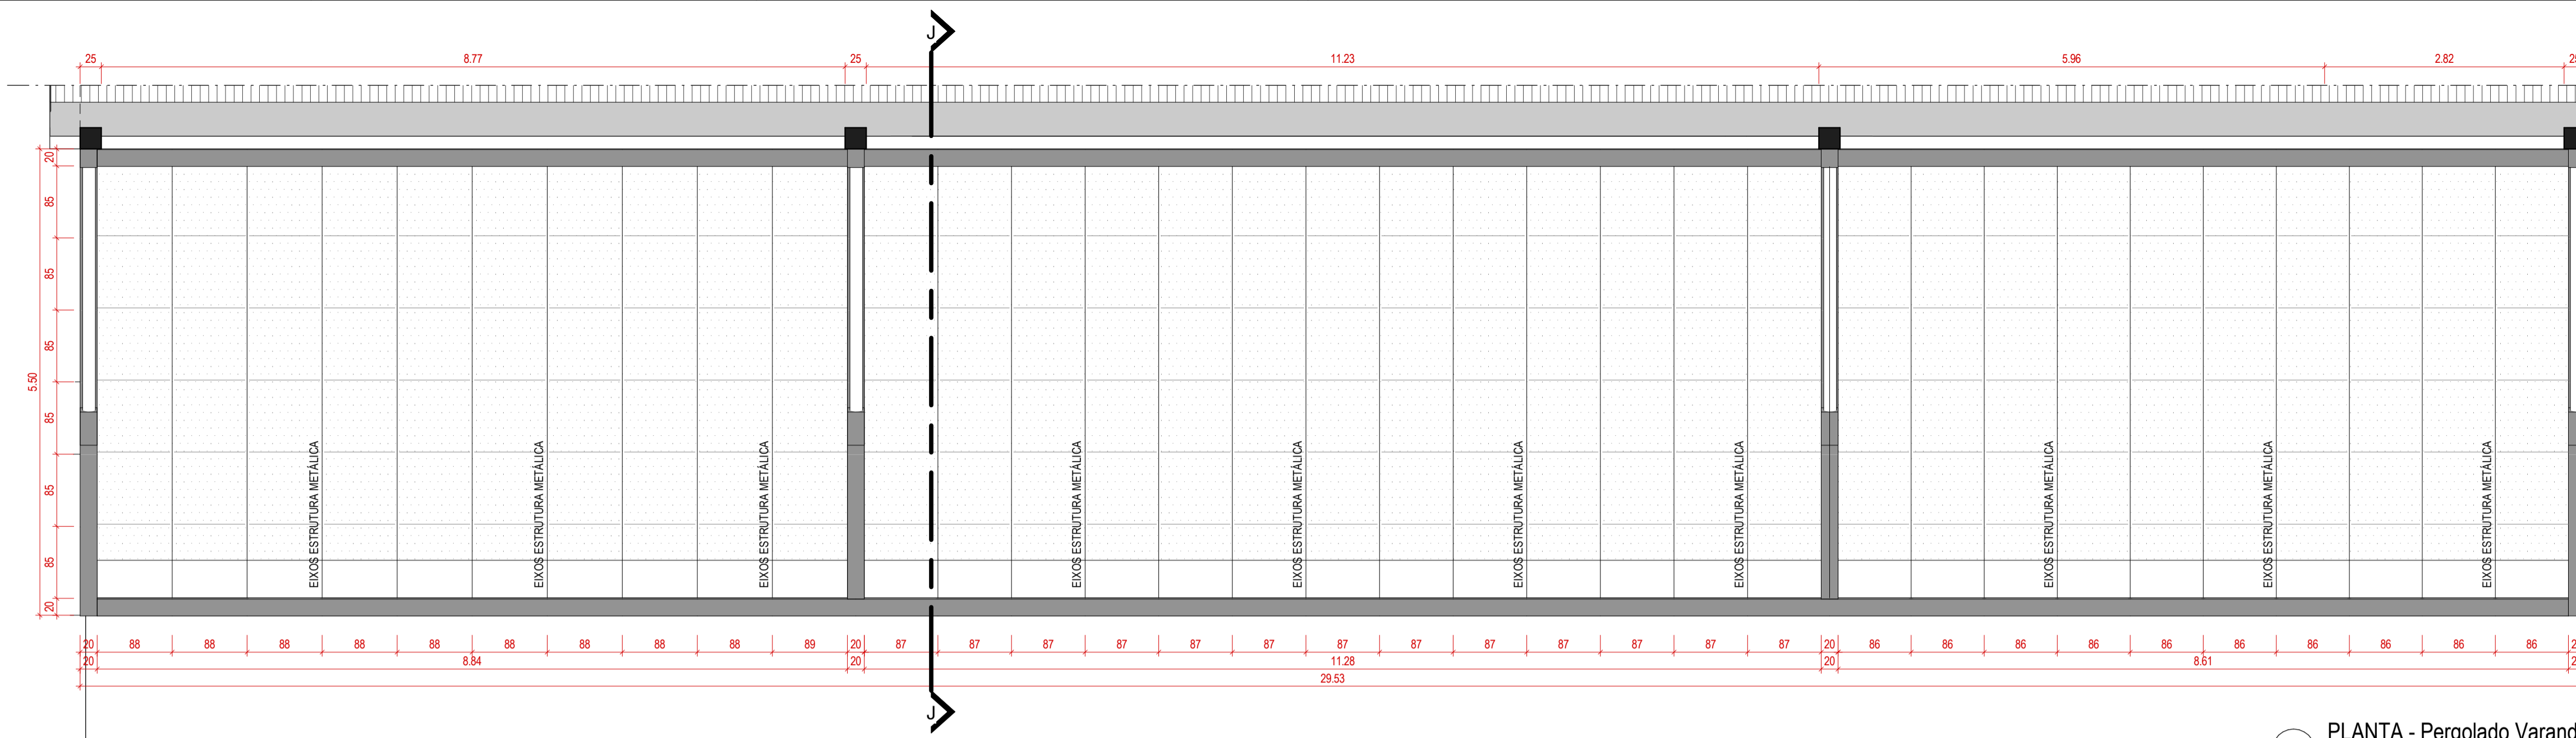 J
25 8.77 25 11.23 5.96 2.82
20
85
85
85
5.50
85
85
85
20
EIXOS ESTRUTURA METÁLICA
EIXOS ESTRUTURA METÁLICA
EIXOS ESTRUTURA METÁLICA
EIXOS ESTRUTURA METÁLICA
EIXOS ESTRUTURA METÁLICA
EIXOS ESTRUTURA METÁLICA
EIXOS ESTRUTURA METÁLICA
EIXOS ESTRUTURA METÁLICA
EIXOS ESTRUTURA METÁLICA
EIXOS ESTRUTURA METÁLICA
20 88 88 88 88 88 88 88 88 88 89 20 87 87 87 87 87 87 87 87 87 87 87 87 87 20 86 86 86 86 86 86 86 86 86 86
20 8.84 20 11.28 20 8.61
29.53
J
PLANTA - Pergolado Varand